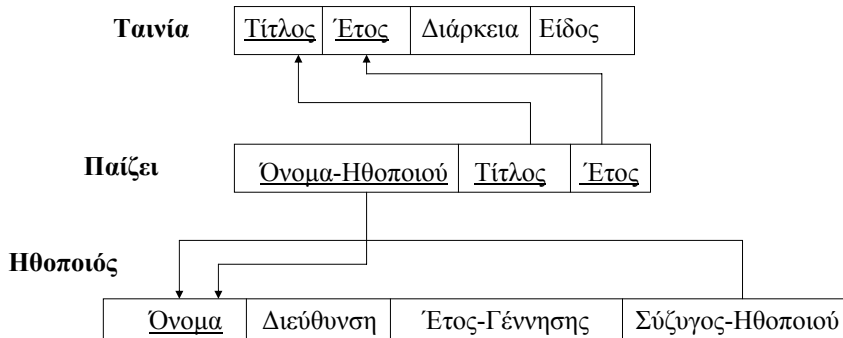 Ταινία Τίτλος Έτος Διάρκεια Είδος
Παίζει Όνομα-Ηθοποιού Τίτλος Έτος
Ηθοποιός
Όνομα Διεύθυνση Έτος-Γέννησης Σύζυγος-Ηθοποιού